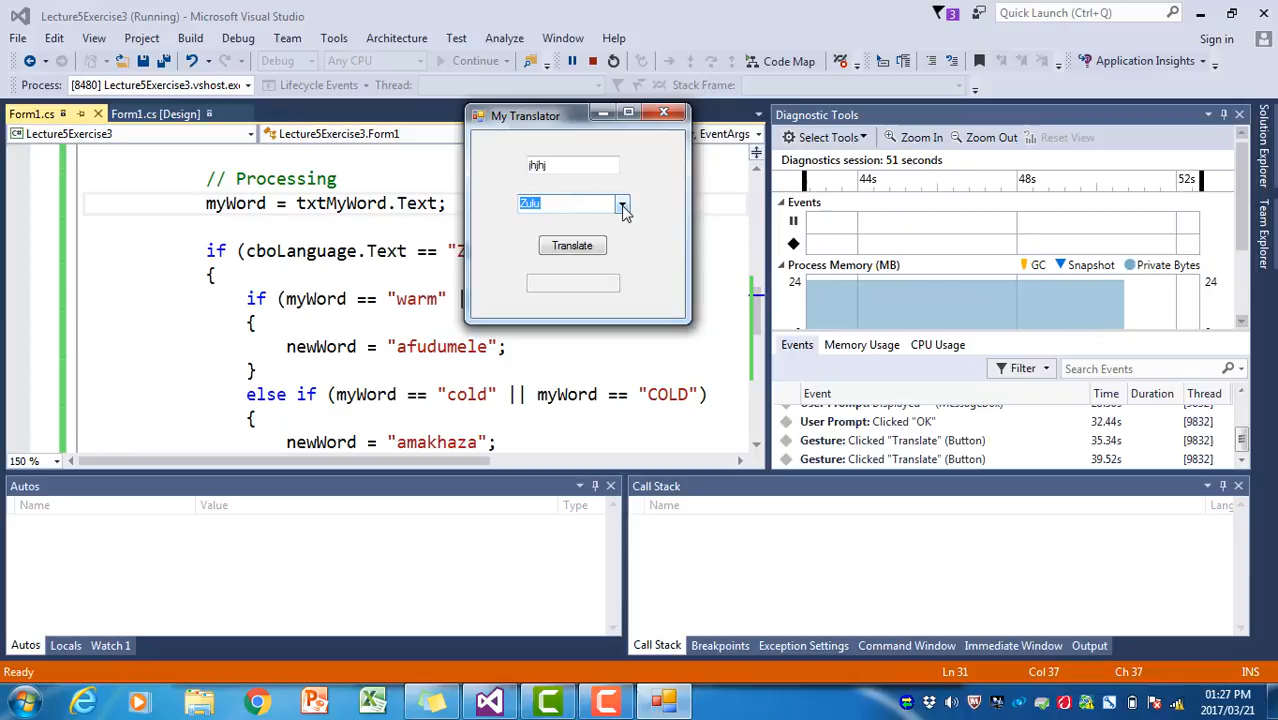 Lecture5Exercise3 (Running) - Microsoft Visual Studio
3
Quick Launch (Ctrl+Q)
File Edit View Project Build Debug Team Tools Architecture Test Analyze Window Help
Sign in
Debug Any CPU Continue Code Map Application Insights
Process: [8480] Lecture5Exercise3.vshost.ex Lifecycle Events Thread: Stack Frame:
Form1.cs Form1.cs [Design]
Lecture5Exercise3 Lecture5Exercise3.Form1 EventArgs
// Processing
myWord = txtMyWord.Text;
if (cboLanguage.Text == "Z
{
if (myWord == "warm" |
{
newWord = "afudumele";
}
else if (myWord == "cold" || myWord == "COLD")
{
newWord = "amakhaza";
150 %
My Translator
jhjhj
Zulu
Translate
Diagnostic Tools
Select Tools Zoom In Zoom Out Reset View
Diagnostics session: 51 seconds
44s 48s 52s
Events
Process Memory (MB) GC Snapshot Private Bytes
24 24
0 0
Events Memory Usage CPU Usage
Filter Search Events
Event Time Duration Thread
User Prompt: Displayed (MessageBox)
User Prompt: Clicked "OK" 32.44s [9832]
Gesture: Clicked "Translate" (Button) 35.34s [9832]
Gesture: Clicked "Translate" (Button) 39.52s [9832]
Solution Explorer
Team Explorer
Autos
Name Value Type
Autos Locals Watch 1
Call Stack
Name Lang
Call Stack Breakpoints Exception Settings Command Window Immediate Window Output
Ready Ln 31 Col 37 Ch 37 INS
01:27 PM
2017/03/21